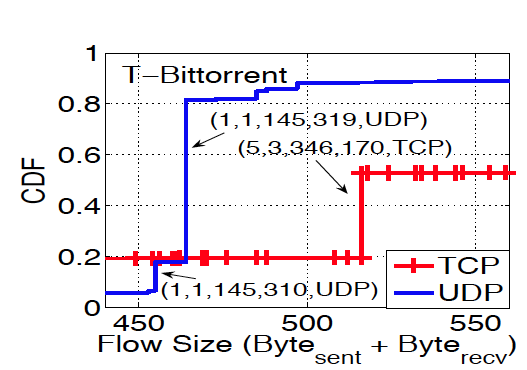 1
T-Bittorrent
0.8
(1,1,145,319,UDP)
(5,3,346,170,TCP)
0.6
CDF
0.4
0.2
TCP
(1,1,145,310,UDP)
UDP
0
450 500 550
Flow Size (Byte_sent + Byte_recv)